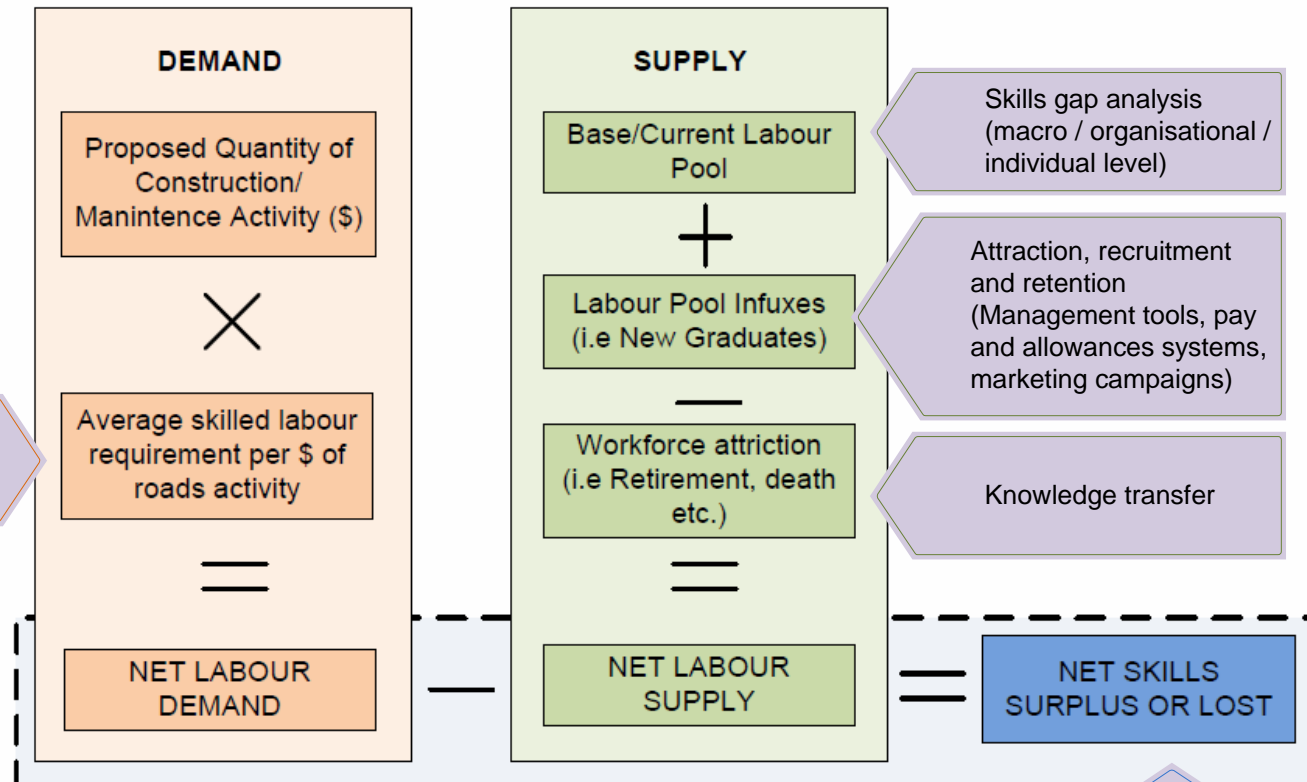 DEMAND
Proposed Quantity of
Construction/
Manintence Activity ($)
Average skilled labour
requirement per $ of
roads activity
NET LABOUR
DEMAND
SUPPLY
Base/Current Labour
Pool
+
Labour Pool Infuxes
(i.e New Graduates)
—
Workforce attriction
(i.e Retirement, death
etc.)
=
NET LABOUR
SUPPLY
=
NET SKILLS
SURPLUS OR LOST
Skills gap analysis
(macro / organisational /
individual level)
Attraction, recruitment
and retention
(Management tools, pay
and allowances systems,
marketing campaigns)
Knowledge transfer